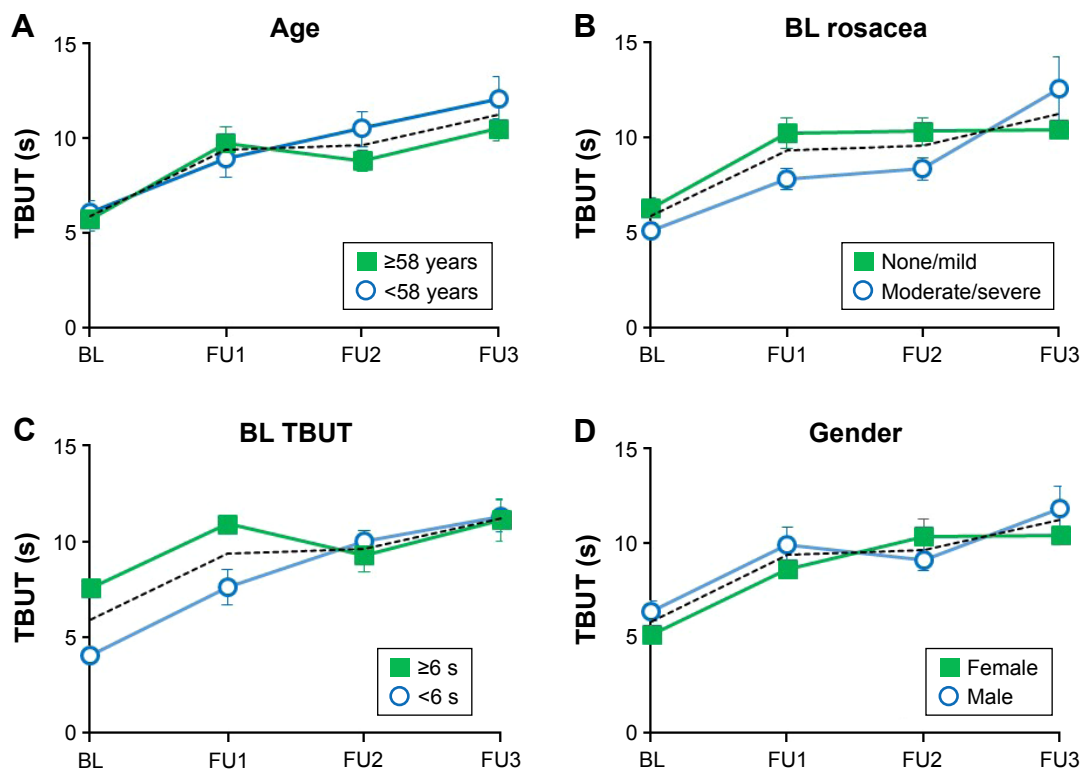 A
Age
TBUT (s)
15
10
5
0
BL
FU1
FU2
FU3
≥58 years
<58 years
B
BL rosacea
TBUT (s)
15
10
5
0
BL
FU1
FU2
FU3
None/mild
Moderate/severe
C
BL TBUT
TBUT (s)
15
10
5
0
BL
FU1
FU2
FU3
≥6 s
<6 s
D
Gender
TBUT (s)
15
10
5
0
BL
FU1
FU2
FU3
Female
Male